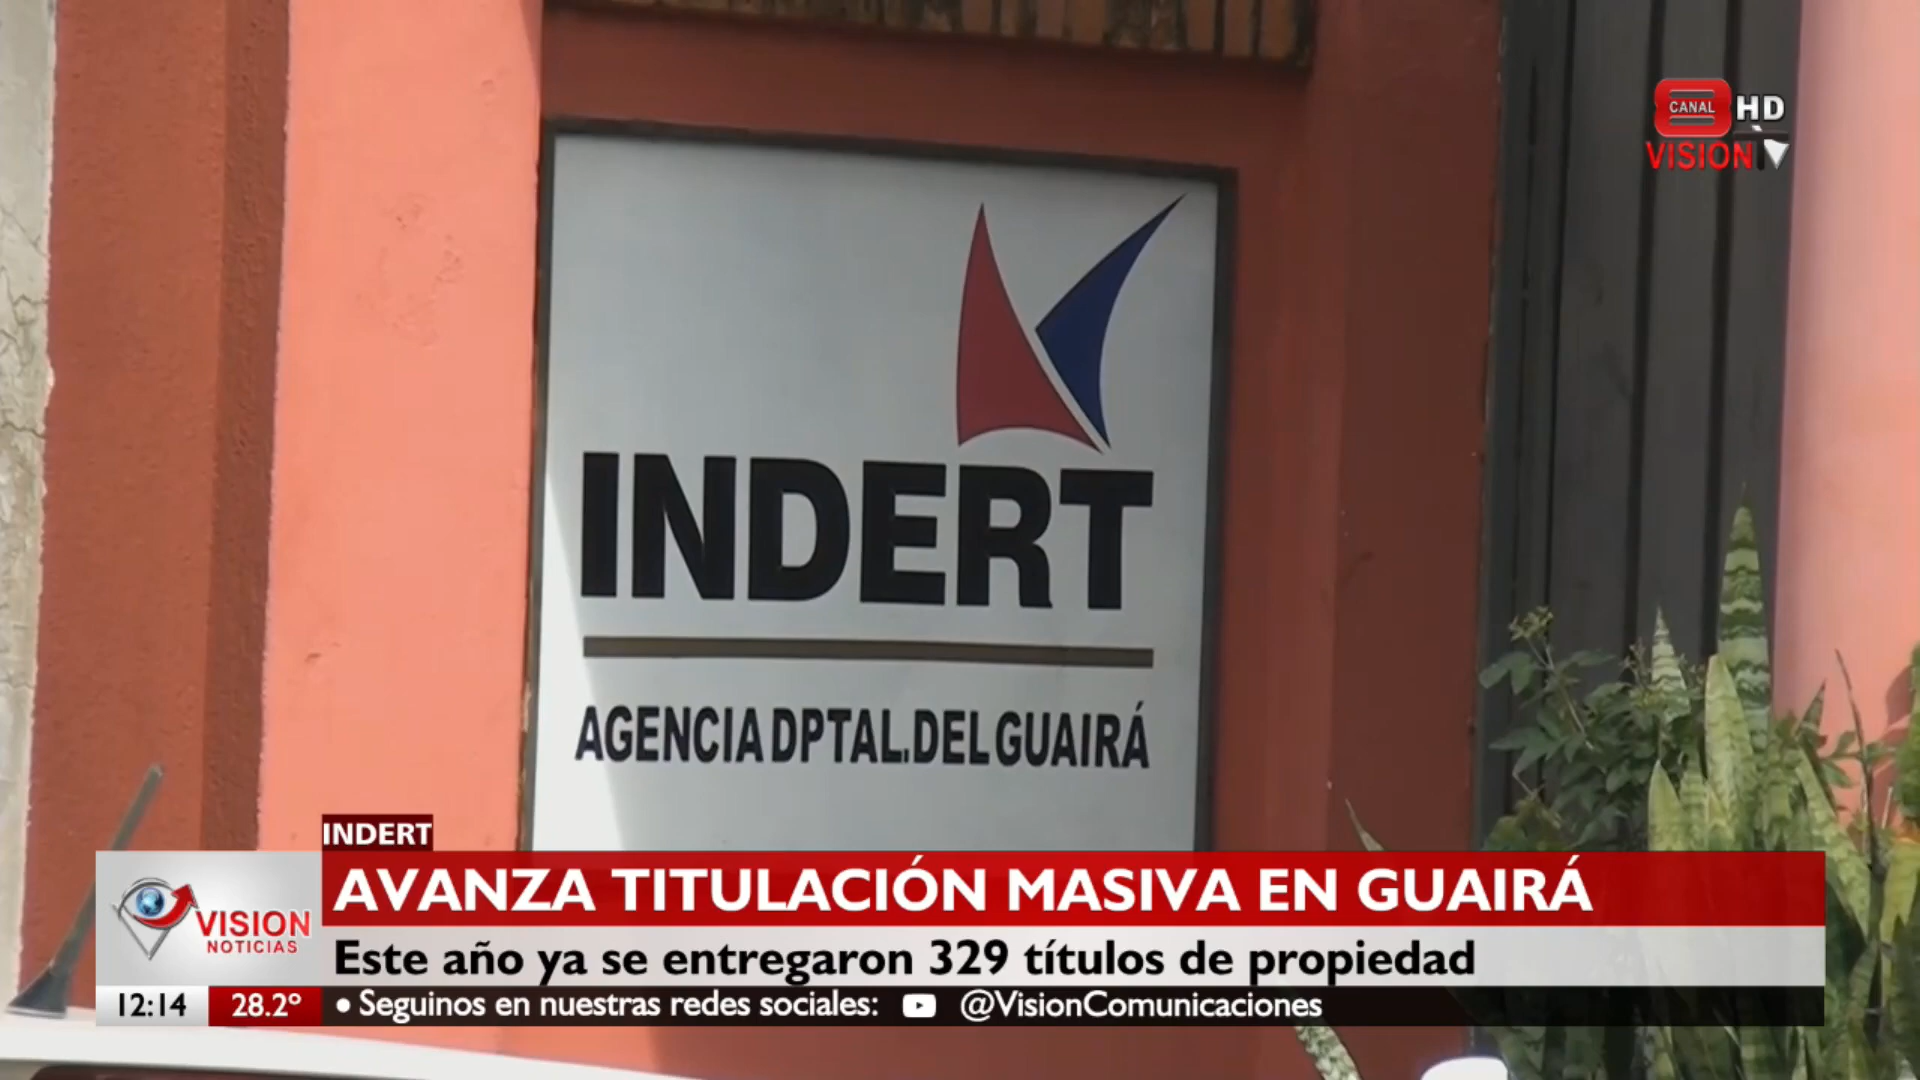 CANAL HD
VISION TV
INDERT
AGENCIA DPTAL. DEL GUAIRÁ
INDERT
AVANZA TITULACIÓN MASIVA EN GUAIRÁ
VISION
NOTICIAS
Este año ya se entregaron 329 títulos de propiedad
12:14 28.2° • Seguinos en nuestras redes sociales: @VisionComunicaciones